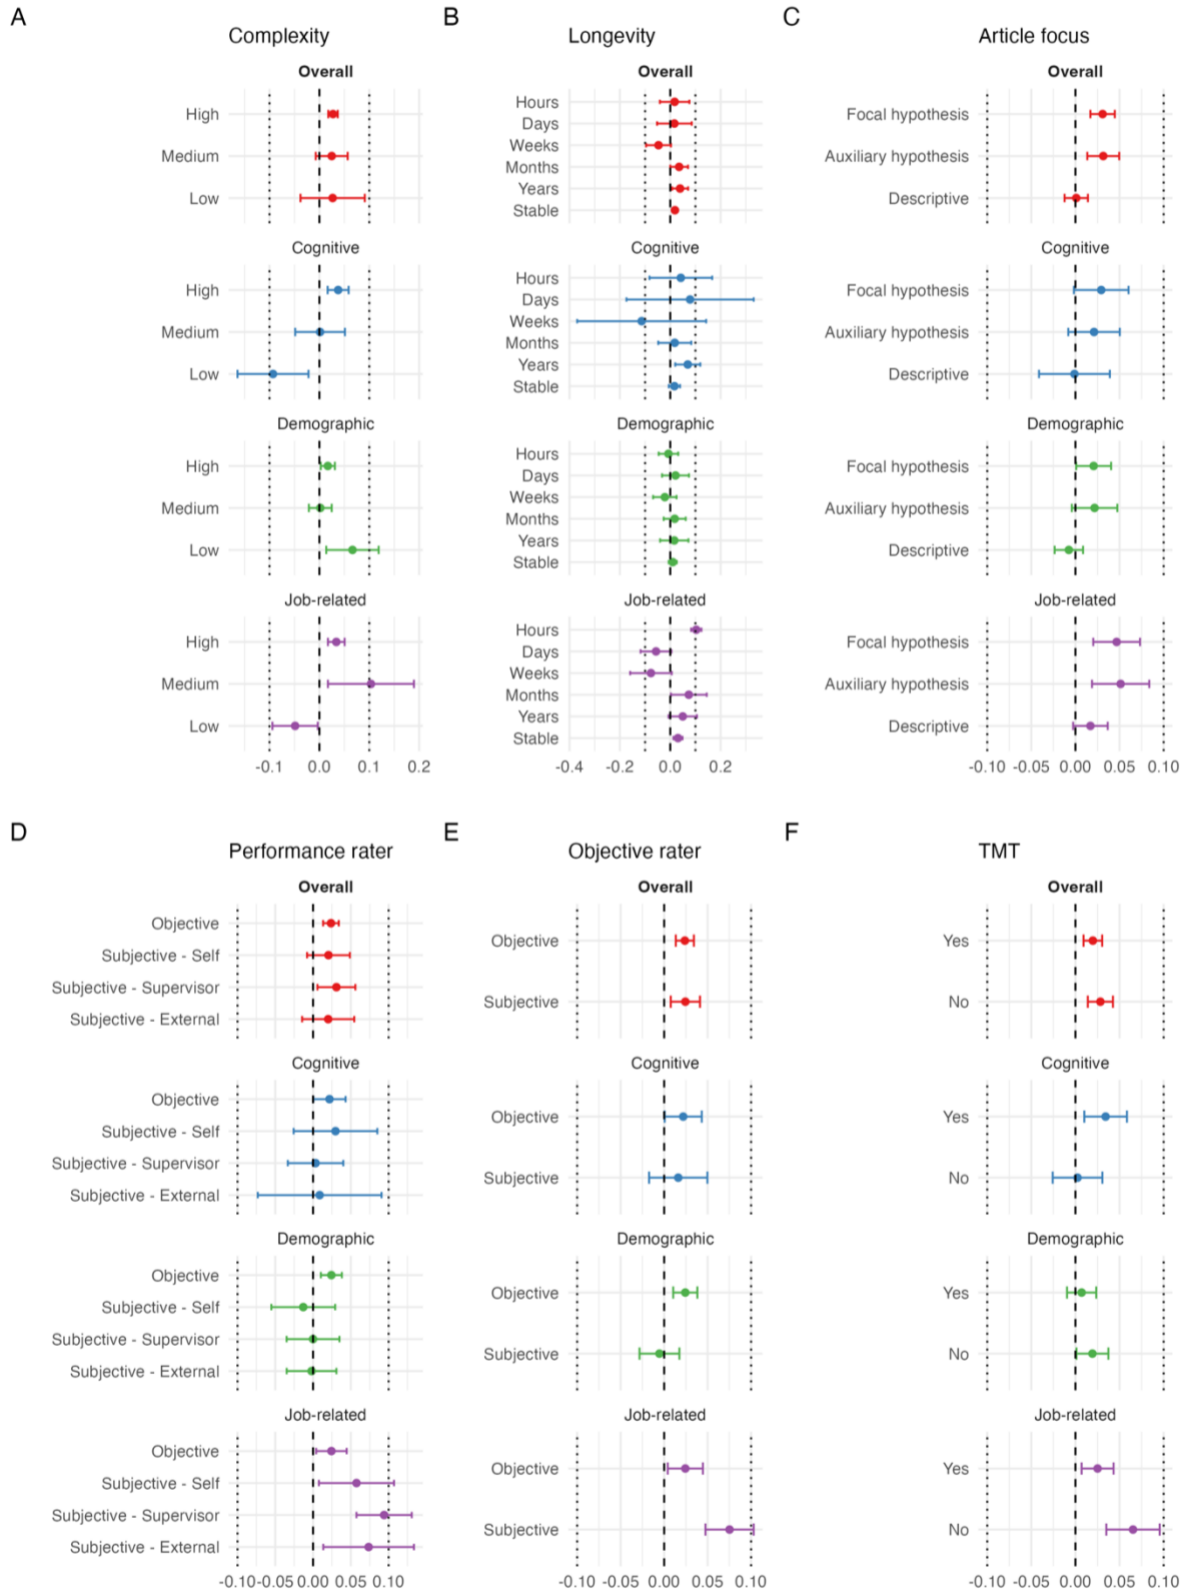 A
Complexity
Overall
High
Medium
Low
Cognitive
High
Medium
Low
Demographic
High
Medium
Low
Job-related
High
Medium
Low
-0.1 0.0 0.1 0.2
B
Longevity
Overall
Hours
Days
Weeks
Months
Years
Stable
Cognitive
Hours
Days
Weeks
Months
Years
Stable
Demographic
Hours
Days
Weeks
Months
Years
Stable
Job-related
Hours
Days
Weeks
Months
Years
Stable
-0.4 -0.2 0.0 0.2
C
Article focus
Overall
Focal hypothesis
Auxiliary hypothesis
Descriptive
Cognitive
Focal hypothesis
Auxiliary hypothesis
Descriptive
Demographic
Focal hypothesis
Auxiliary hypothesis
Descriptive
Job-related
Focal hypothesis
Auxiliary hypothesis
Descriptive
-0.10 -0.05 0.00 0.05 0.10
D
Performance rater
Overall
Objective
Subjective - Self
Subjective - Supervisor
Subjective - External
Cognitive
Objective
Subjective - Self
Subjective - Supervisor
Subjective - External
Demographic
Objective
Subjective - Self
Subjective - Supervisor
Subjective - External
Job-related
Objective
Subjective - Self
Subjective - Supervisor
Subjective - External
-0.10 -0.05 0.00 0.05 0.10
E
Objective rater
Overall
Objective
Subjective
Cognitive
Objective
Subjective
Demographic
Objective
Subjective
Job-related
Objective
Subjective
-0.10 -0.05 0.00 0.05 0.10
F
TMT
Overall
Yes
No
Cognitive
Yes
No
Demographic
Yes
No
Job-related
Yes
No
-0.10 -0.05 0.00 0.05 0.10